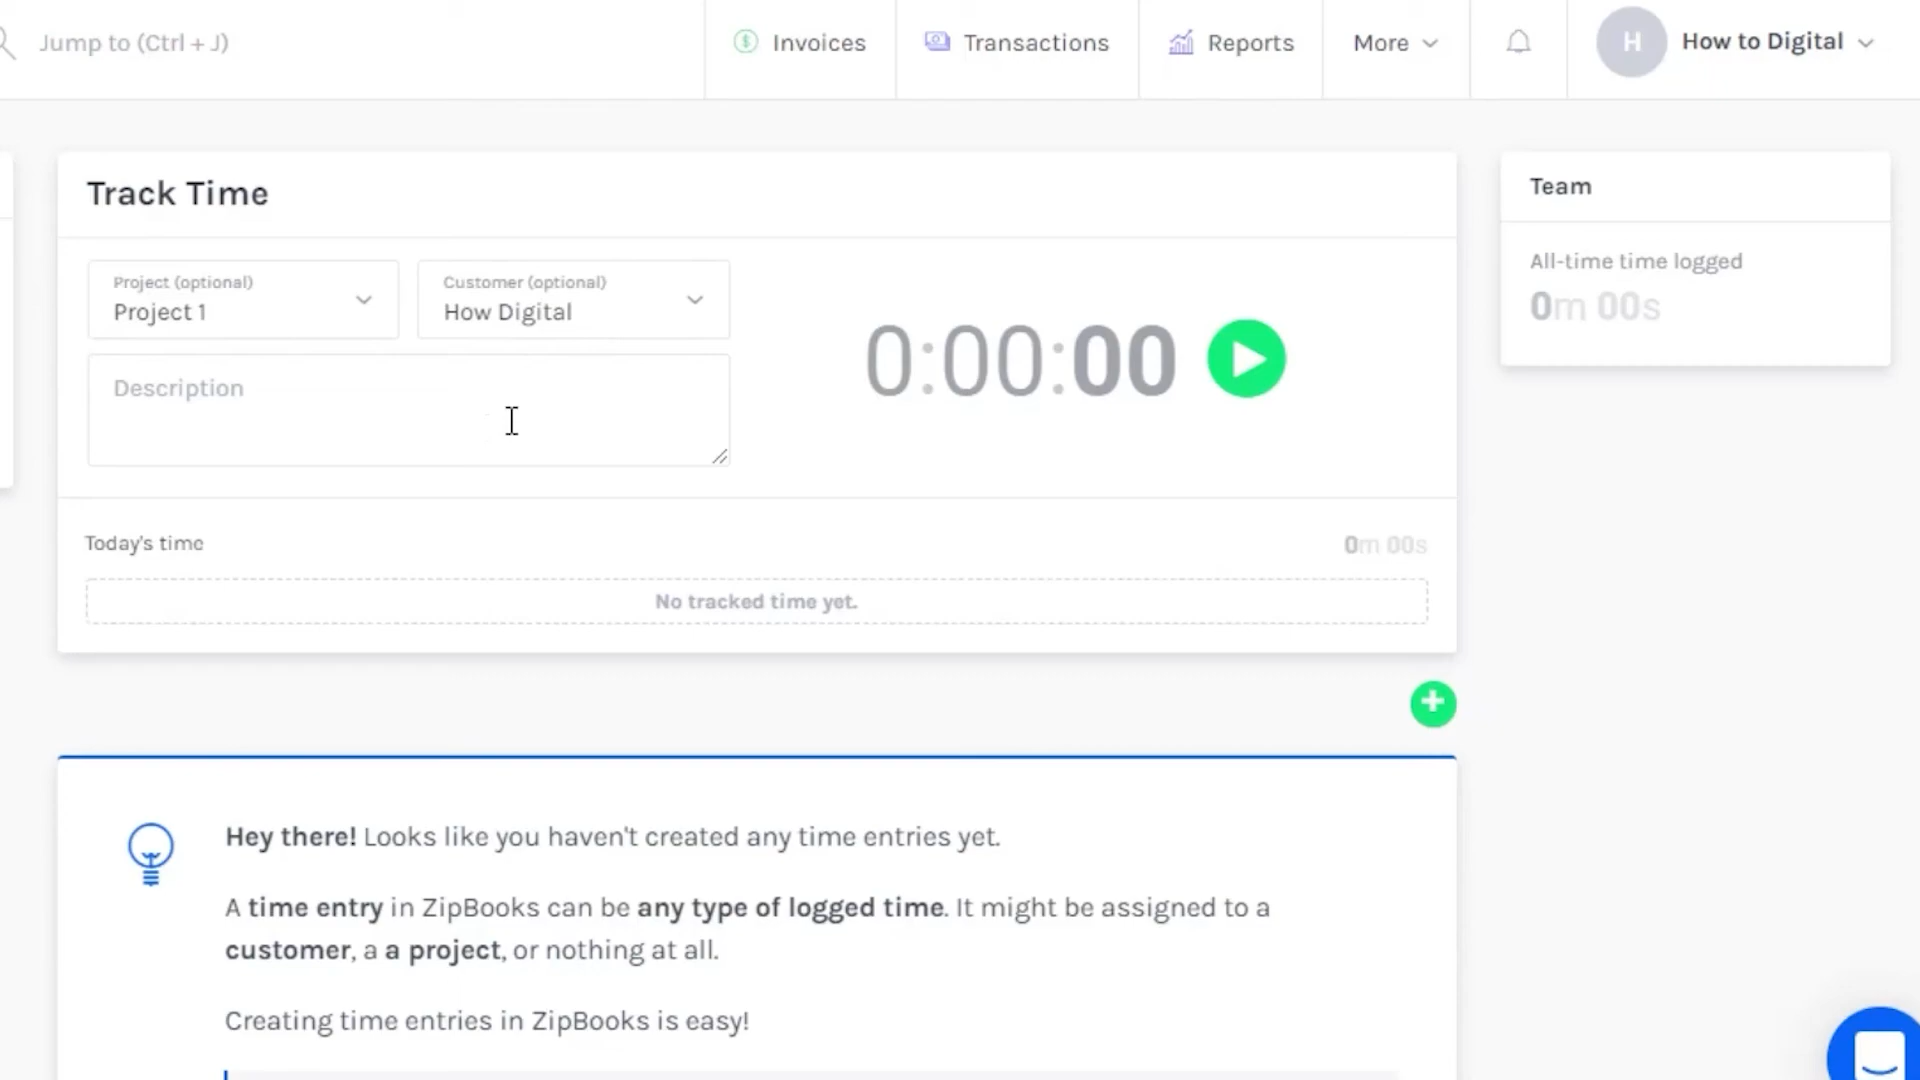 Jump to (Ctrl + J)
Invoices
Transactions
Reports
More
H
How to Digital
Track Time
Project (optional)
Project 1
Customer (optional)
How Digital
Description
0:00:00
Today's time
0m 00s
No tracked time yet.
Team
All-time time logged
0m 00s
Hey there! Looks like you haven't created any time entries yet.
A time entry in ZipBooks can be any type of logged time. It might be assigned to a
customer, a a project, or nothing at all.
Creating time entries in ZipBooks is easy!